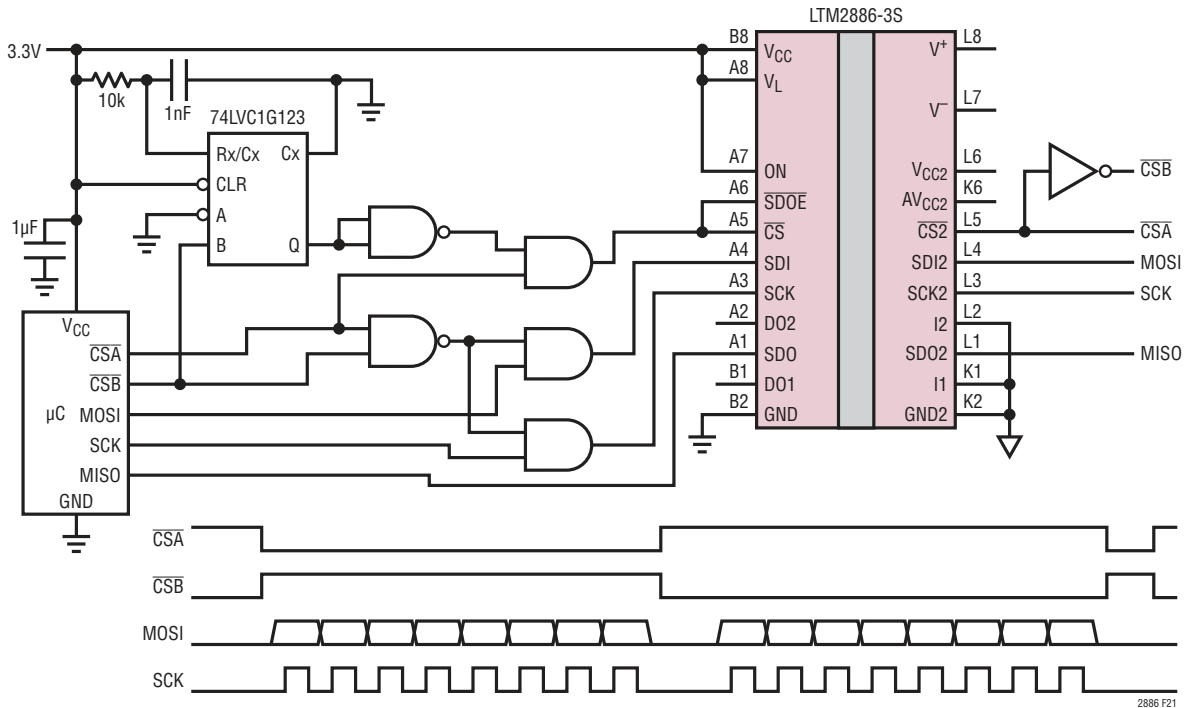 LTM2886-3S
3.3V
10k
1nF
74LVC1G123
Rx/Cx
Cx
CLR
A
B
Q
1µF
B8
VCC
A8
VL
A7
ON
A6
SDOE
A5
CS
A4
SDI
A3
SCK
A2
DO2
A1
SDO
B1
DO1
B2
GND
L8
V+
L7
V−
L6
VCC2
K6
AVCC2
L5
CS2
L4
SDI2
L3
SCK2
L2
I2
L1
SDO2
K1
I1
K2
GND2
CSB
CSA
MOSI
SCK
MISO
VCC
CSA
CSB
µC
MOSI
SCK
MISO
GND
CSA
CSB
MOSI
SCK
2886 F21